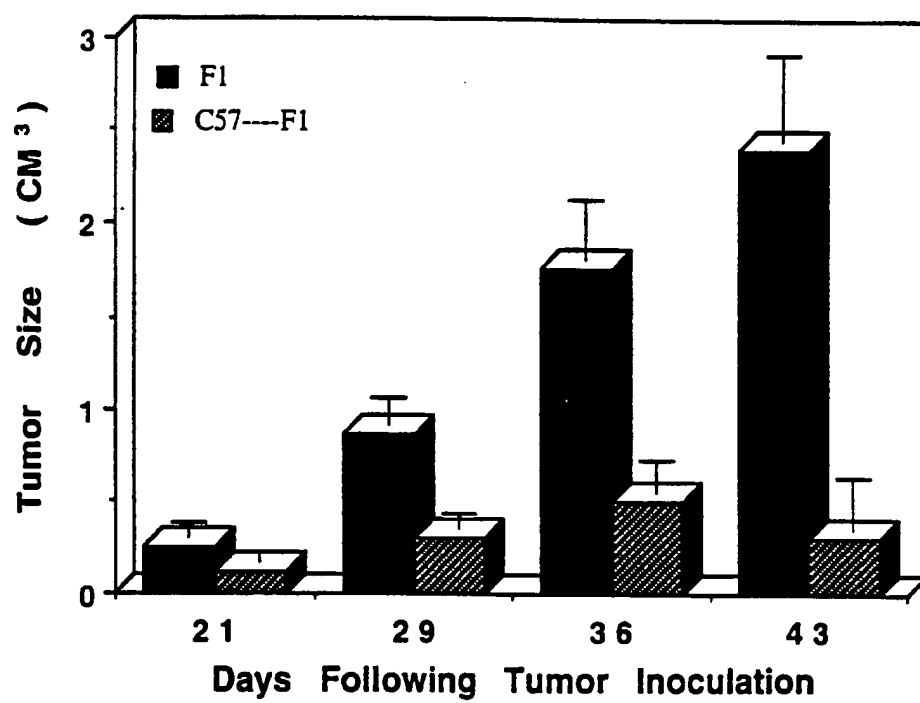 3
F1
C57----F1
2
1
0
21 29 36 43
Days Following Tumor Inoculation
Tumor Size (CM³)